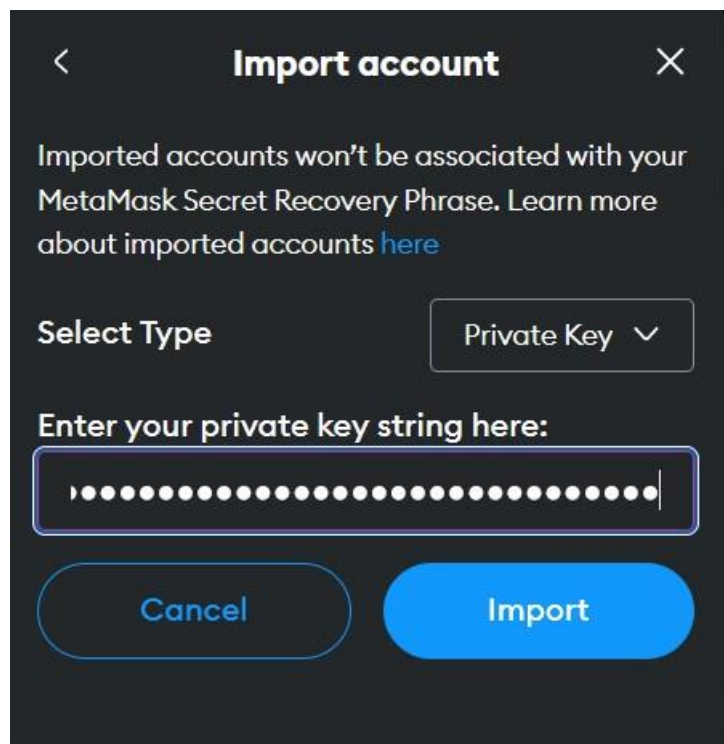 Import account
Imported accounts won't be associated with your
MetaMask Secret Recovery Phrase. Learn more
about imported accounts here
Select Type
Private Key
Enter your private key string here:
Cancel
Import